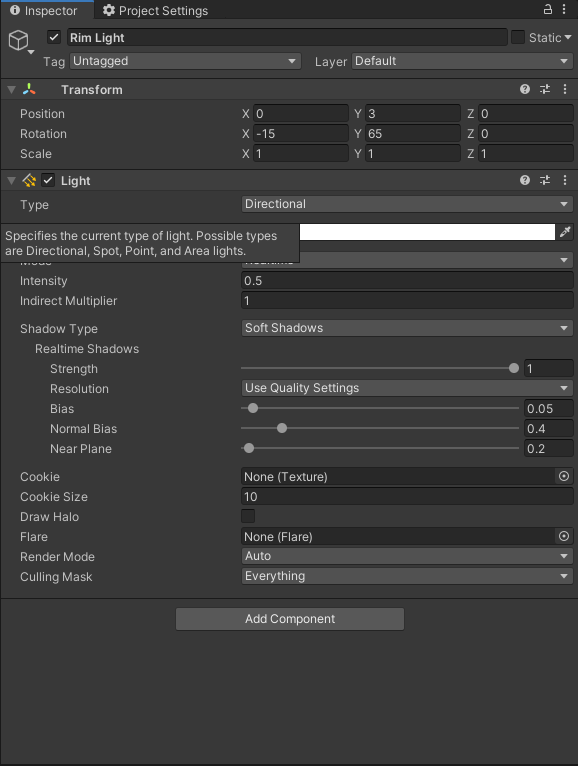 Inspector Project Settings
Rim Light Static
Tag Untagged Layer Default
Transform
Position X 0 Y 3 Z 0
Rotation X -15 Y 65 Z 0
Scale X 1 Y 1 Z 1
Light
Type Directional
Specifies the current type of light. Possible types
are Directional, Spot, Point, and Area lights.
Intensity 0.5
Indirect Multiplier 1
Shadow Type Soft Shadows
Realtime Shadows
Strength 1
Resolution Use Quality Settings
Bias 0.05
Normal Bias 0.4
Near Plane 0.2
Cookie None (Texture)
Cookie Size 10
Draw Halo
Flare None (Flare)
Render Mode Auto
Culling Mask Everything
Add Component